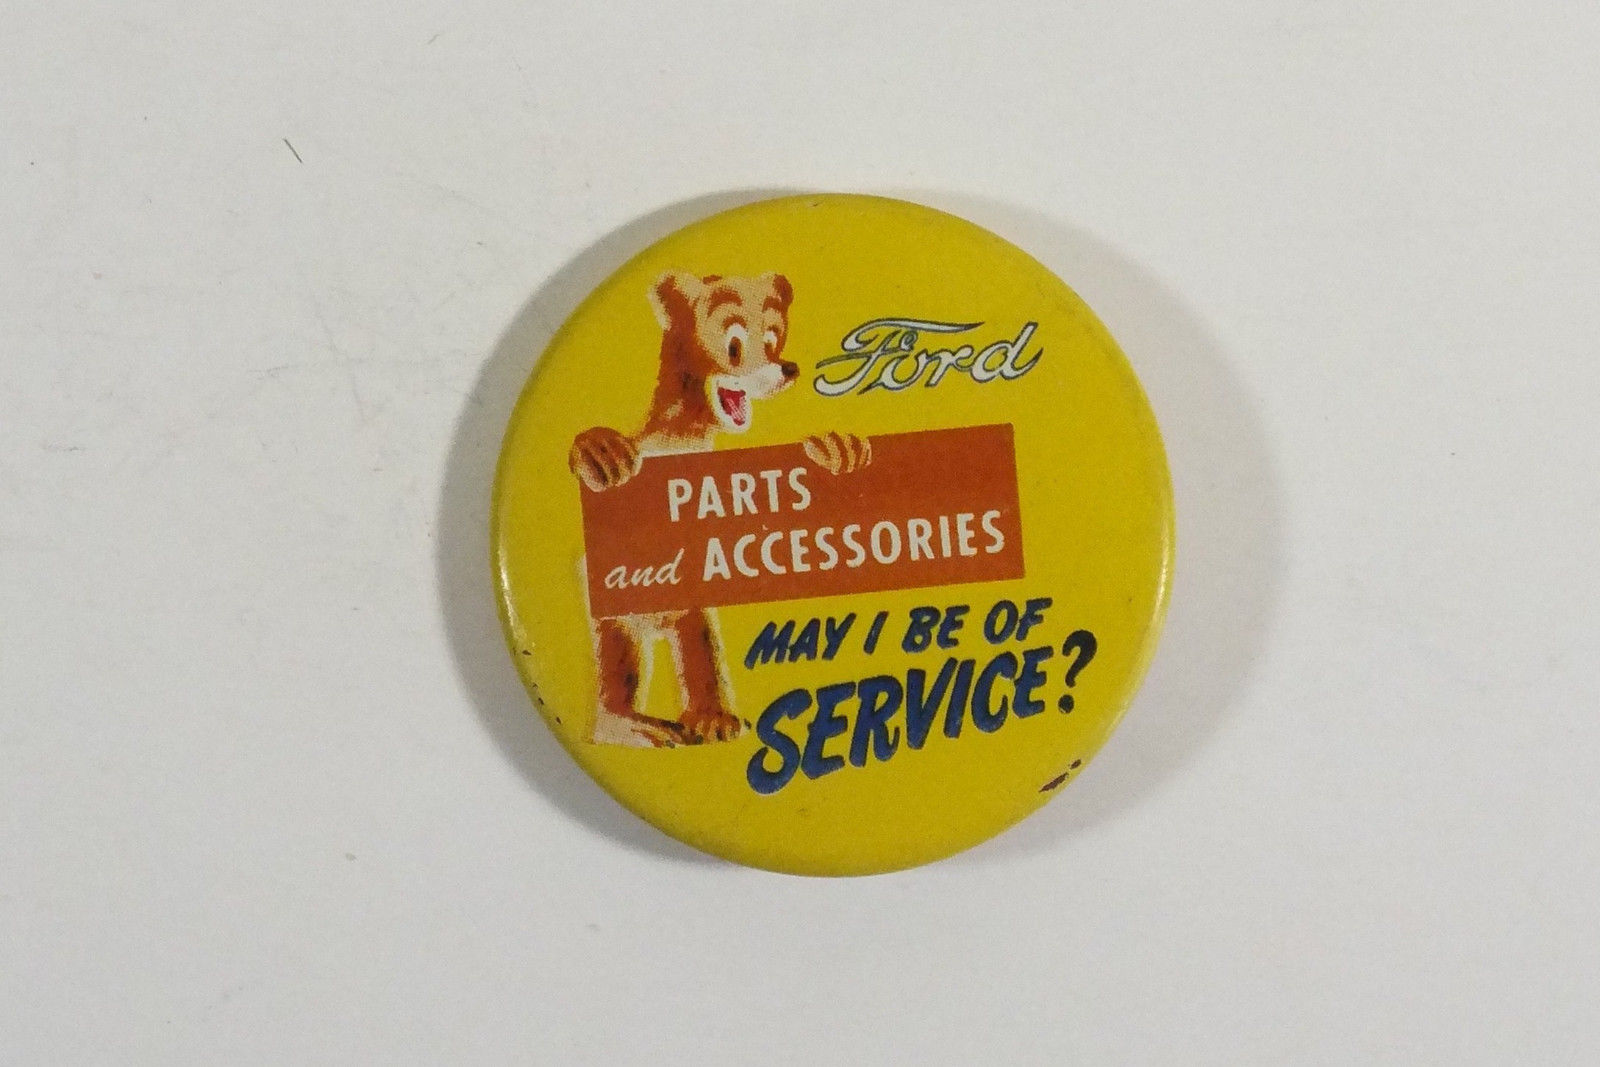 Ford
PARTS
and ACCESSORIES
MAY I BE OF
SERVICE?